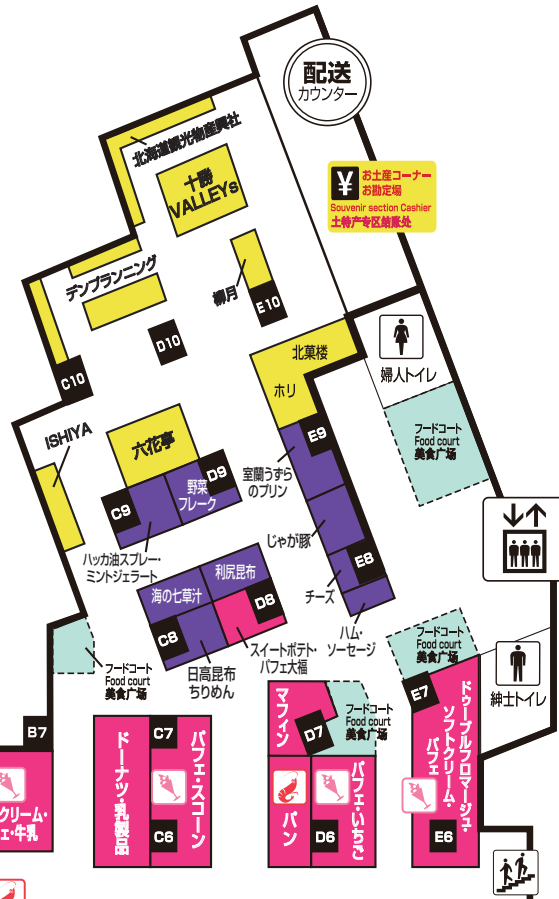 配送
カウンター
北海道観光物産興社
¥
お土産コーナー
お勘定場
Souvenir section Cashier
土特产专区结账处
十勝
VALLEYs
デンプランニング
柳月
E10
D10
C10
北菓楼
ホリ
婦人トイレ
フードコート
Food court
美食广场
ISHIYA
六花亭
E9
D9
C9
野菜
フレーク
室蘭うずら
のプリン
ハッカ油スプレー・
ミントジェラート
じゃが豚
E8
チーズ
利尻昆布
海の七草汁
D8
C8
ハム・
ソーセージ
スイートポテト・
パフェ大福
日高昆布
ちりめん
フードコート
Food court
美食广场
フードコート
Food court
美食广场
紳士トイレ
E7
B7
C7
D7
マフィン
フードコート
Food court
美食广场
ドゥーブルフロマージュ・
ソフトクリーム・
パフェ
ドーナツ・乳製品
パフェ・スコーン
パン
パフェ・いちご
クリーム・
ェ・牛乳
C6
D6
E6